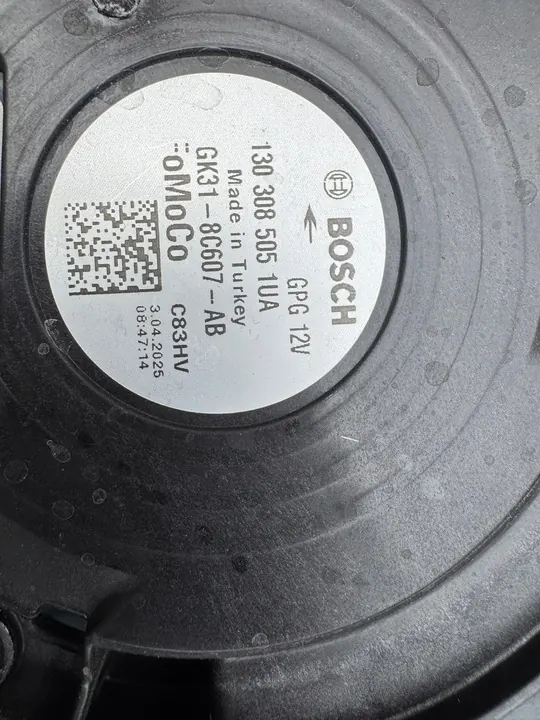 BOSCH
GPG 12V
130 308 505 1UA
Made in Turkey
GK31-8C607-AB
FoMoCo
C83HV
3.04.2025
08:47:14